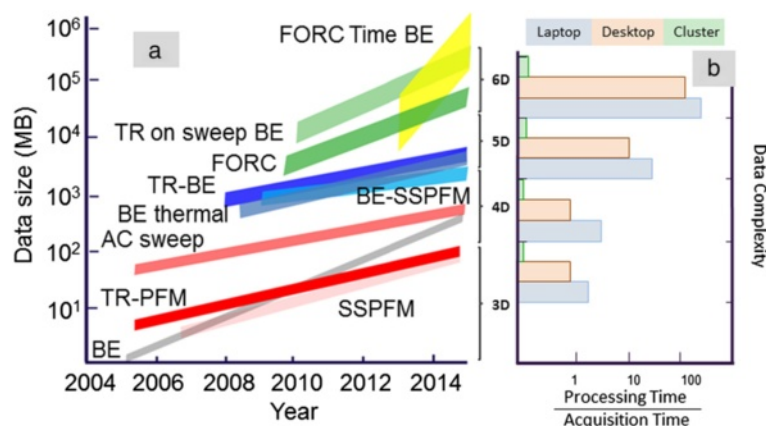 a
10⁶
10⁵
10⁴
10³
10²
10¹
Data size (MB)
FORC Time BE
TR on sweep BE
FORC
TR-BE
BE-SSPFM
BE thermal
AC sweep
TR-PFM
SSPFM
BE
2004 2006 2008 2010 2012 2014
Year
Laptop Desktop Cluster
b
6D
5D
4D
3D
Data Complexity
1 10 100
Processing Time
Acquisition Time